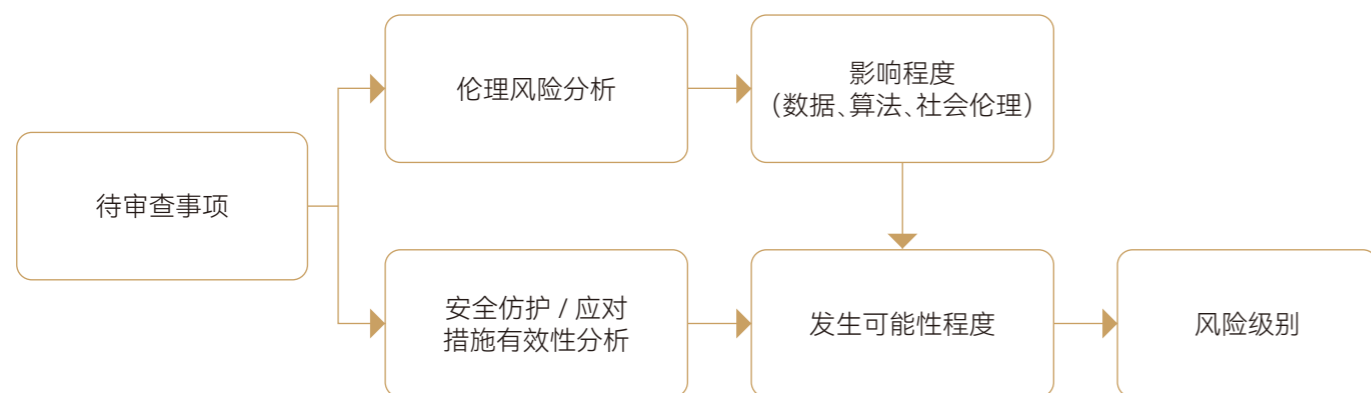 伦理风险分析
影响程度
（数据、算法、社会伦理）
待审查事项
安全仿护 / 应对
措施有效性分析
发生可能性程度
风险级别